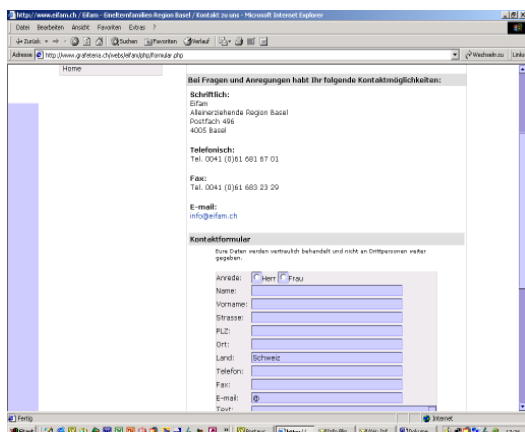 http://www.eifam.ch / Eifam - Eineltenfamilien Region Basel / Kontakt zu uns - Microsoft Internet Explorer
Datei Bearbeiten Ansicht Favoriten Extras ?
Zurück Suchen Favoriten Verlauf
Adresse http://www.grafeteria.ch/webs/eifam/php/formular.php Wechseln zu Links
Home
Bei Fragen und Anregungen habt Ihr folgende Kontaktmöglichkeiten:
Schriftlich:
Eifam
Alleinerziehende Region Basel
Postfach 496
4005 Basel
Telefonisch:
Tel. 0041 (0)61 681 67 01
Fax:
Tel. 0041 (0)61 683 23 29
E-mail:
info@eifam.ch
Kontaktformular
Eure Daten werden vertraulich behandelt und nicht an Drittpersonen weiter
gegeben.
Anrede: Herr Frau
Name:
Vorname:
Strasse:
PLZ:
Ort:
Land: Schweiz
Telefon:
Fax:
E-mail: @
Text:
Fertig Internet
Start